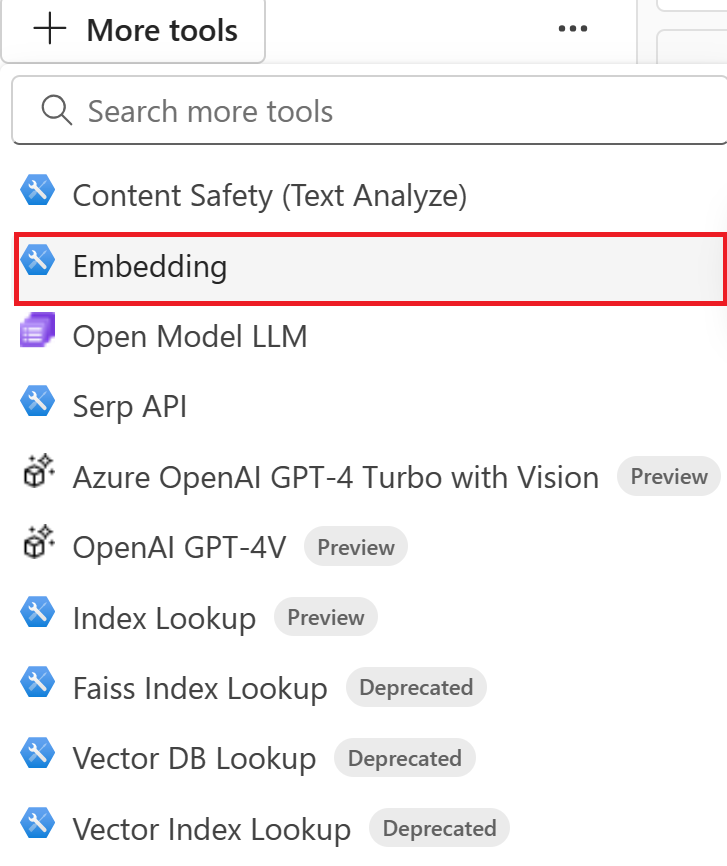 More tools
Search more tools
Content Safety (Text Analyze)
Embedding
Open Model LLM
Serp API
Azure OpenAI GPT-4 Turbo with Vision Preview
OpenAI GPT-4V Preview
Index Lookup Preview
Faiss Index Lookup Deprecated
Vector DB Lookup Deprecated
Vector Index Lookup Deprecated